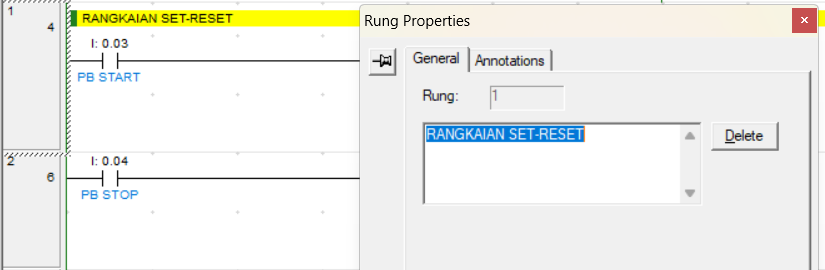 1
4
RANGKAIAN SET-RESET
I: 0.03
PB START
2
6
I: 0.04
PB STOP
Rung Properties
×
General Annotations
Rung: 1
RANGKAIAN SET-RESET
Delete